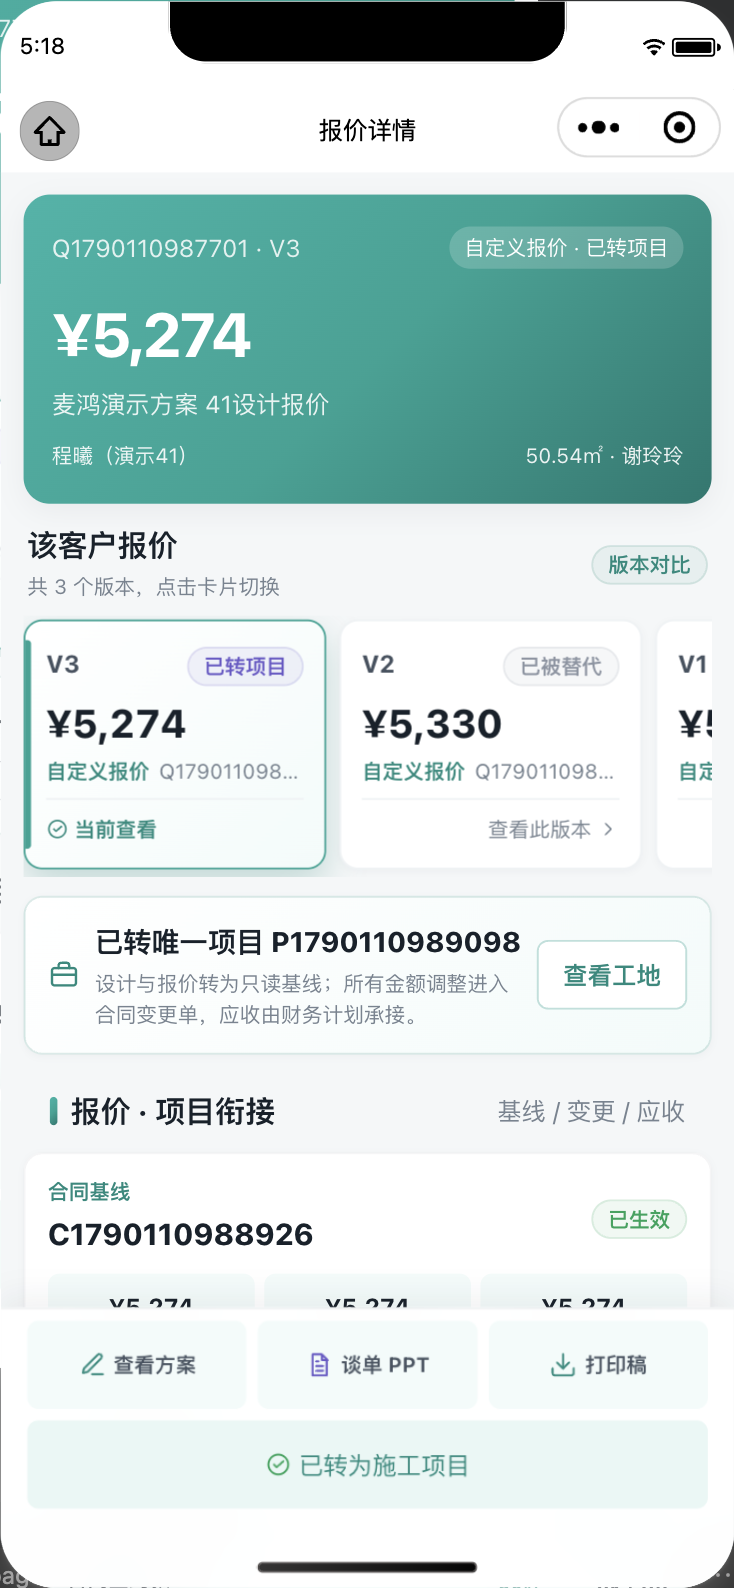 5:18
报价详情
Q1790110987701 · V3
自定义报价 · 已转项目
¥5,274
麦鸿演示方案 41设计报价
程曦（演示41）
50.54㎡ · 谢玲玲
该客户报价
共 3 个版本，点击卡片切换
版本对比
V3
已转项目
¥5,274
自定义报价 Q179011098...
当前查看
V2
已被替代
¥5,330
自定义报价 Q179011098...
查看此版本
V1
已转唯一项目 P1790110989098
设计与报价转为只读基线；所有金额调整进入
合同变更单，应收由财务计划承接。
查看工地
报价 · 项目衔接
基线 / 变更 / 应收
合同基线
C1790110988926
已生效
¥5,274
¥5,274
¥5,274
查看方案
谈单 PPT
打印稿
已转为施工项目